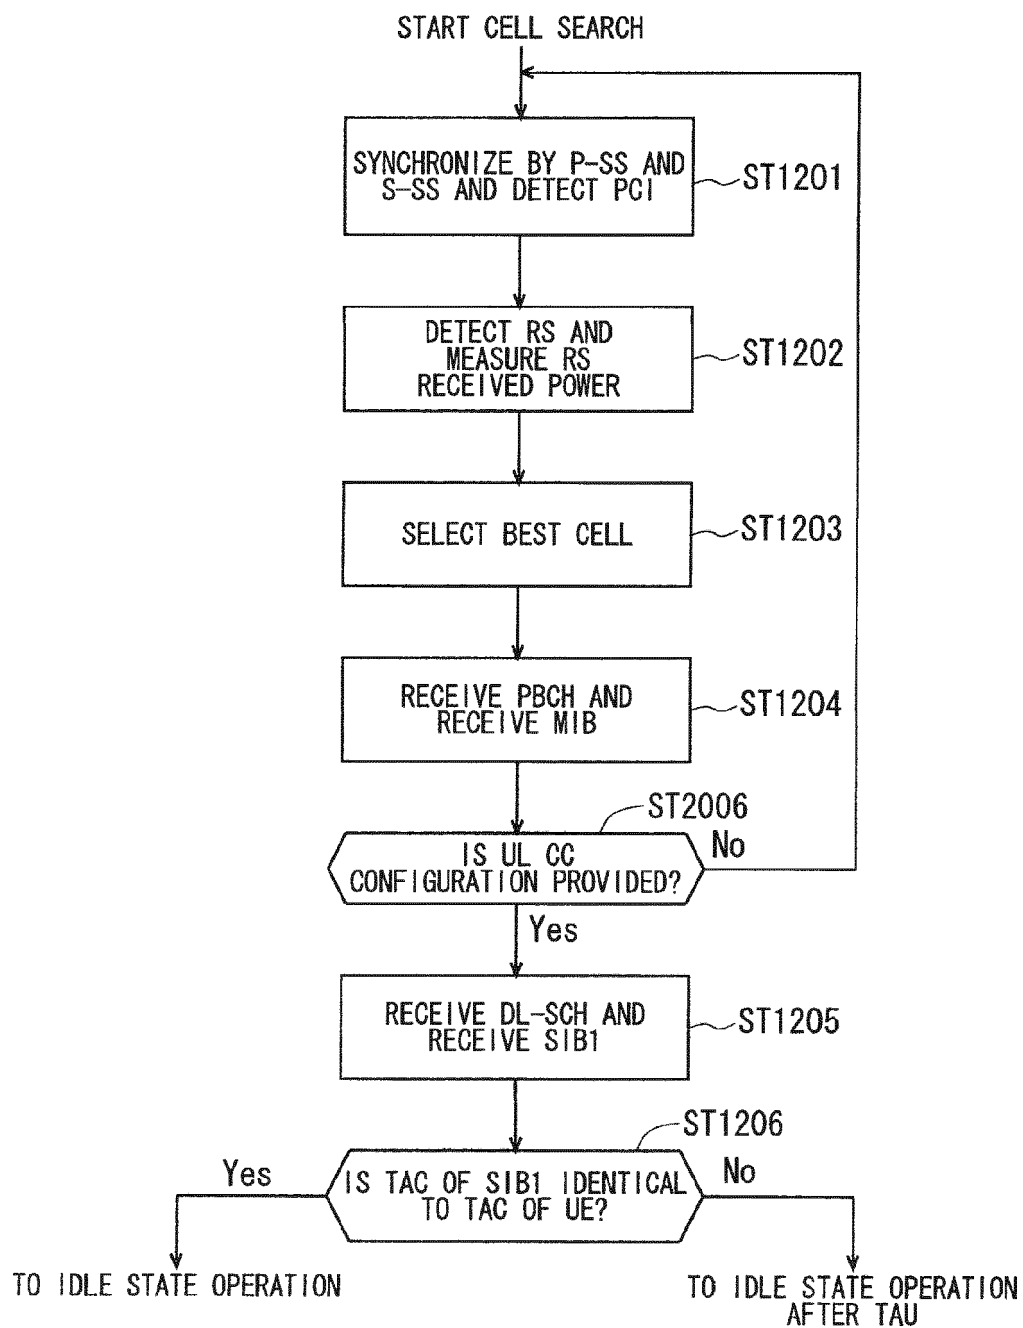 START CELL SEARCH
SYNCHRONIZE BY P-SS AND
S-SS AND DETECT PCI
ST1201
DETECT RS AND
MEASURE RS
RECEIVED POWER
ST1202
SELECT BEST CELL
ST1203
RECEIVE PBCH AND
RECEIVE MIB
ST1204
ST2006
IS UL CC
CONFIGURATION PROVIDED?
No
Yes
RECEIVE DL-SCH AND
RECEIVE SIB1
ST1205
ST1206
IS TAC OF SIB1 IDENTICAL
TO TAC OF UE?
Yes
No
TO IDLE STATE OPERATION
TO IDLE STATE OPERATION
AFTER TAU